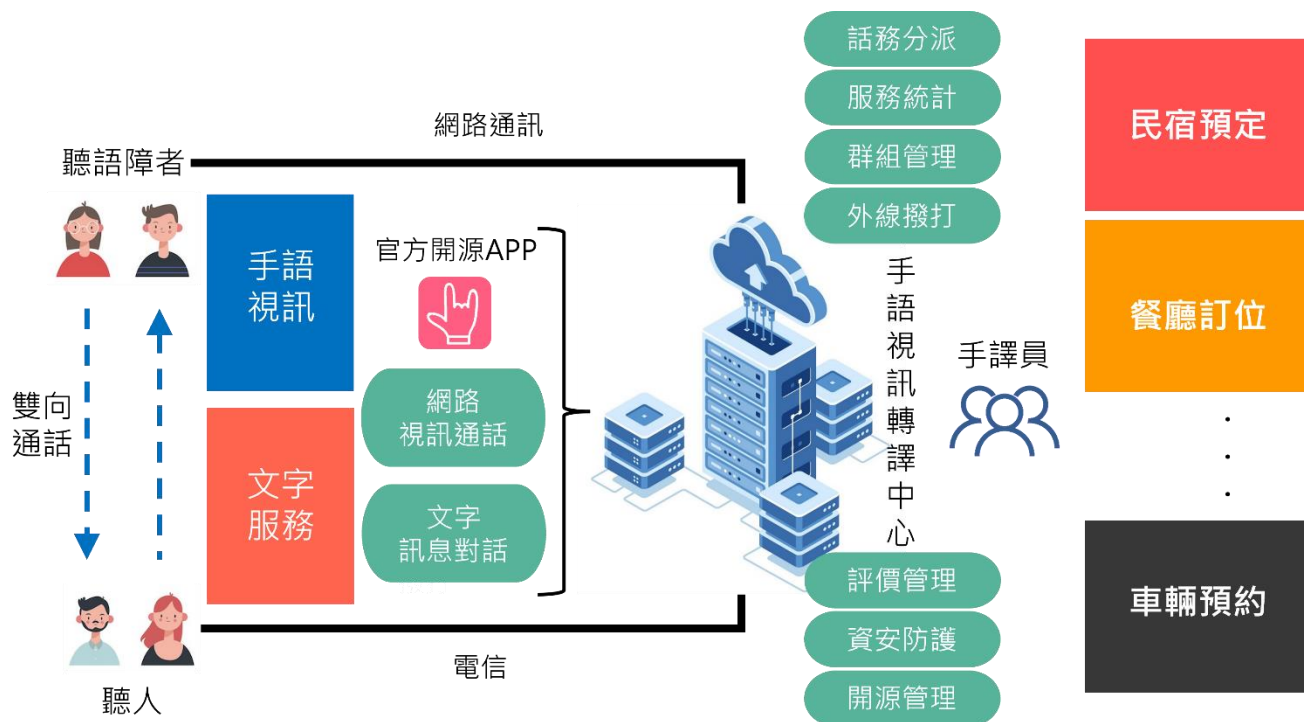 網路通訊
聽語障者
雙向
通話
聽人
電信
手語
視訊
文字
服務
官方開源APP
網路
視訊通話
文字
訊息對話
話務分派
服務統計
群組管理
外線撥打
手語視訊轉譯中心
手譯員
評價管理
資安防護
開源管理
民宿預定
餐廳訂位
．
．
．
車輛預約